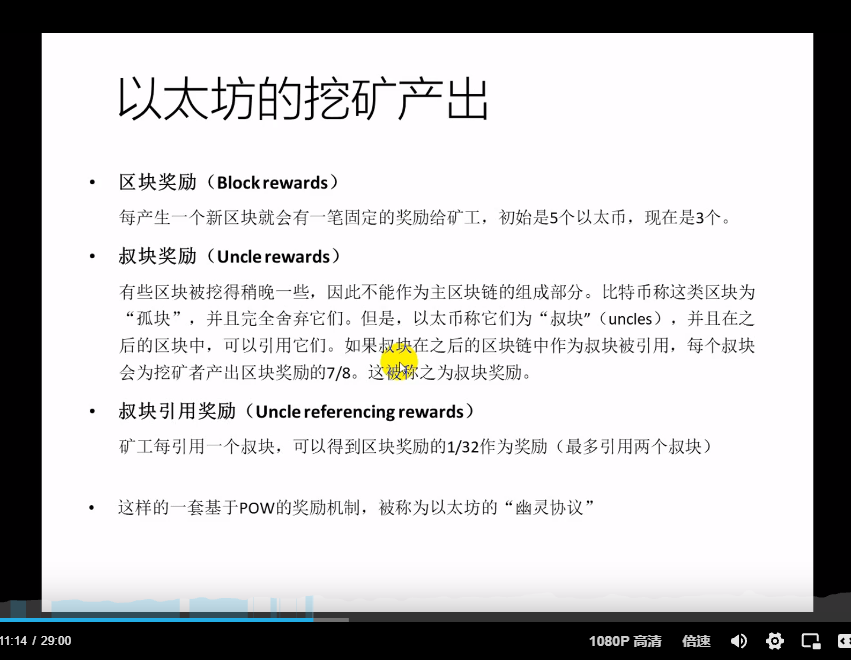 以太坊的挖矿产出
• 区块奖励（Block rewards）
每产生一个新区块就会有一笔固定的奖励给矿工，初始是5个以太币，现在是3个。
• 叔块奖励（Uncle rewards）
有些区块被挖得稍晚一些，因此不能作为主区块链的组成部分。比特币称这类区块为
“孤块”，并且完全舍弃它们。但是，以太币称它们为“叔块”（uncles），并且在之
后的区块中，可以引用它们。如果叔块在之后的区块链中作为叔块被引用，每个叔块
会为挖矿者产出区块奖励的7/8。这被称之为叔块奖励。
• 叔块引用奖励（Uncle referencing rewards）
矿工每引用一个叔块，可以得到区块奖励的1/32作为奖励（最多引用两个叔块）
• 这样的一套基于POW的奖励机制，被称为以太坊的“幽灵协议”
11:14 / 29:00 1080P 高清 倍速